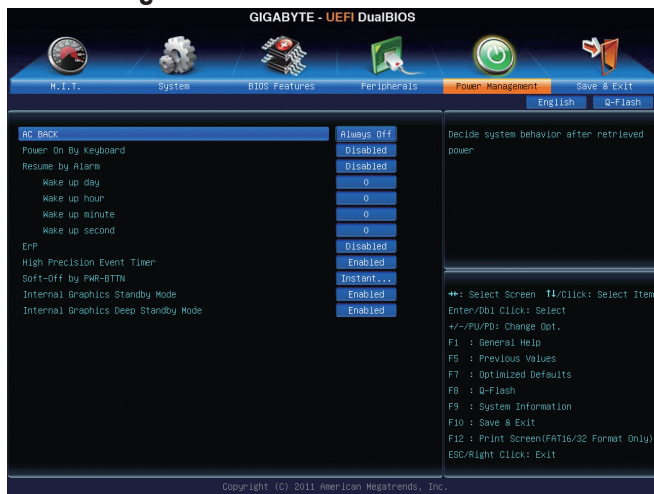 GIGABYTE - UEFI DualBIOS
M.I.T.
System
BIOS Features
Peripherals
Power Management
Save & Exit
English
Q-Flash
AC BACK Always Off
Power On By Keyboard Disabled
Resume by Alarm Disabled
Wake up day 0
Wake up hour 0
Wake up minute 0
Wake up second 0
ErP Disabled
High Precision Event Timer Enabled
Soft-Off by PWR-BTTN Instant...
Internal Graphics Standby Mode Enabled
Internal Graphics Deep Standby Mode Enabled
Decide system behavior after retrieved
power
↔: Select Screen ↑↓/Click: Select Item
Enter/Dbl Click: Select
+/-/PU/PD: Change Opt.
F1 : General Help
F5 : Previous Values
F7 : Optimized Defaults
F8 : Q-Flash
F9 : System Information
F10 : Save & Exit
F12 : Print Screen(FAT16/32 Format Only)
ESC/Right Click: Exit
Copyright (C) 2011 American Megatrends, Inc.